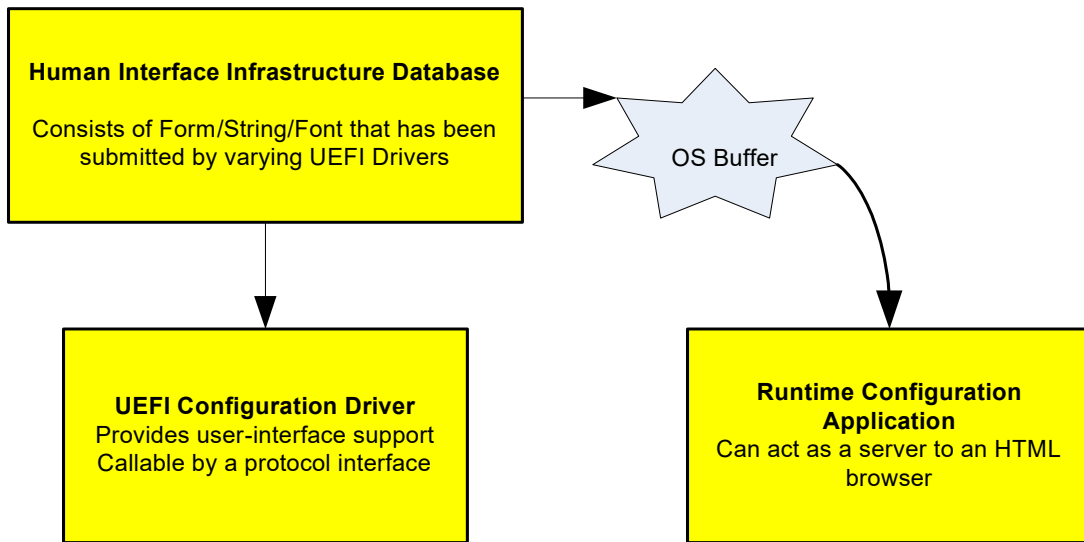 Human Interface Infrastructure Database
Consists of Form/String/Font that has been
submitted by varying UEFI Drivers
OS Buffer
UEFI Configuration Driver
Provides user-interface support
Callable by a protocol interface
Runtime Configuration
Application
Can act as a server to an HTML
browser